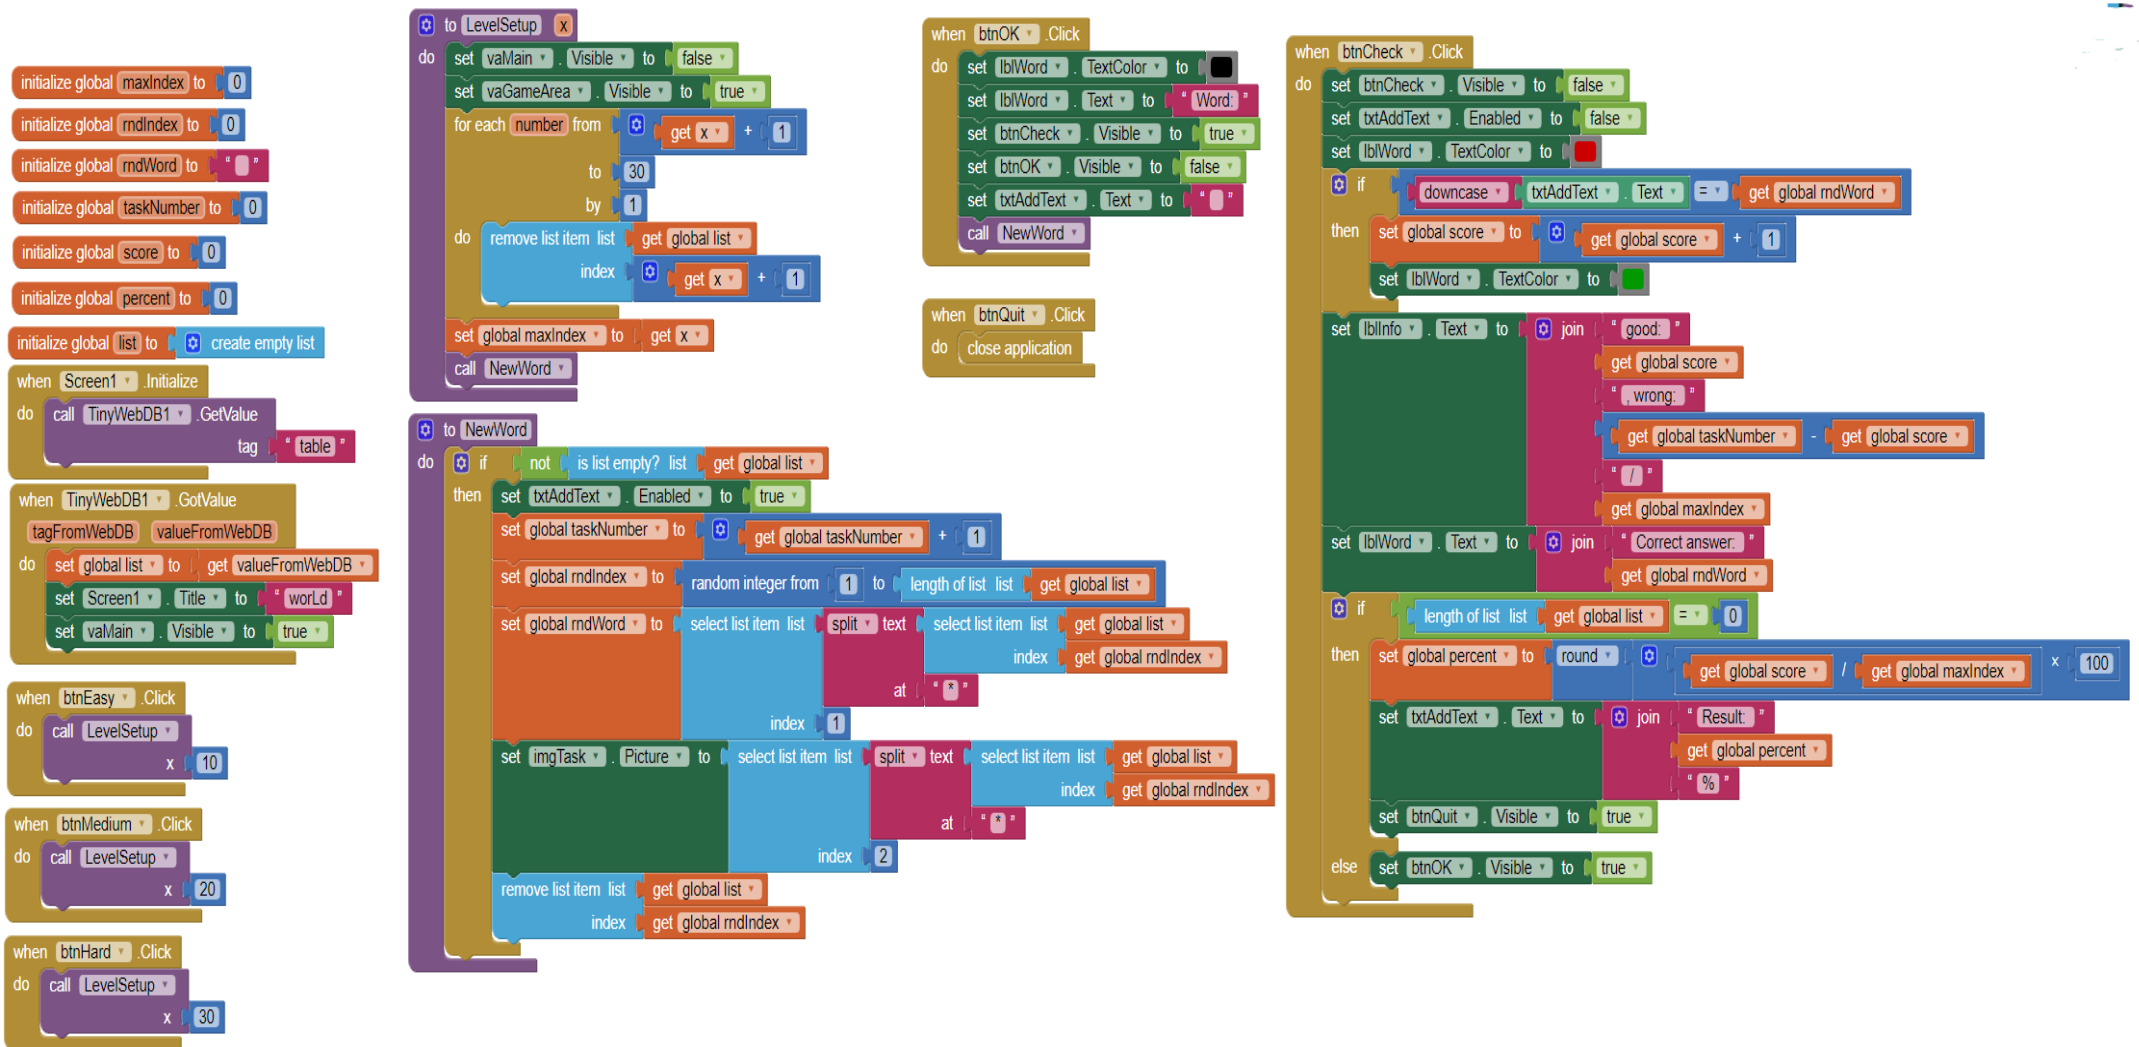 initialize global maxIndex to 0
initialize global rndIndex to 0
initialize global rndWord to “ ”
initialize global taskNumber to 0
initialize global score to 0
initialize global percent to 0
initialize global list to create empty list
when Screen1 .Initialize
do call TinyWebDB1 .GetValue
tag “ table ”
when TinyWebDB1 .GotValue
tagFromWebDB valueFromWebDB
do set global list to get valueFromWebDB
set Screen1 . Title to “ worLd ”
set vaMain . Visible to true
when btnEasy .Click
do call LevelSetup
x 10
when btnMedium .Click
do call LevelSetup
x 20
when btnHard .Click
do call LevelSetup
x 30
to LevelSetup x
do set vaMain . Visible to false
set vaGameArea . Visible to true
for each number from get x + 1
to 30
by 1
do remove list item list get global list
index get x + 1
set global maxIndex to get x
call NewWord
to NewWord
do if not is list empty? list get global list
then set txtAddText . Enabled to true
set global taskNumber to get global taskNumber + 1
set global rndIndex to random integer from 1 to length of list list get global list
set global rndWord to select list item list split text select list item list get global list
index get global rndIndex
at “ * ”
index 1
set imgTask . Picture to select list item list split text select list item list get global list
index get global rndIndex
at “ * ”
index 2
remove list item list get global list
index get global rndIndex
when btnOK .Click
do set lblWord . TextColor to
set lblWord . Text to “ Word: ”
set btnCheck . Visible to true
set btnOK . Visible to false
set txtAddText . Text to “ ”
call NewWord
when btnQuit .Click
do close application
when btnCheck .Click
do set btnCheck . Visible to false
set txtAddText . Enabled to false
set lblWord . TextColor to
if downcase txtAddText . Text = get global rndWord
then set global score to get global score + 1
set lblWord . TextColor to
set lblInfo . Text to join “ good: ”
get global score
“ , wrong: ”
get global taskNumber - get global score
“ / ”
get global maxIndex
set lblWord . Text to join “ Correct answer: ”
get global rndWord
if length of list list get global list = 0
then set global percent to round get global score / get global maxIndex × 100
set txtAddText . Text to join “ Result: ”
get global percent
“ % ”
set btnQuit . Visible to true
else set btnOK . Visible to true